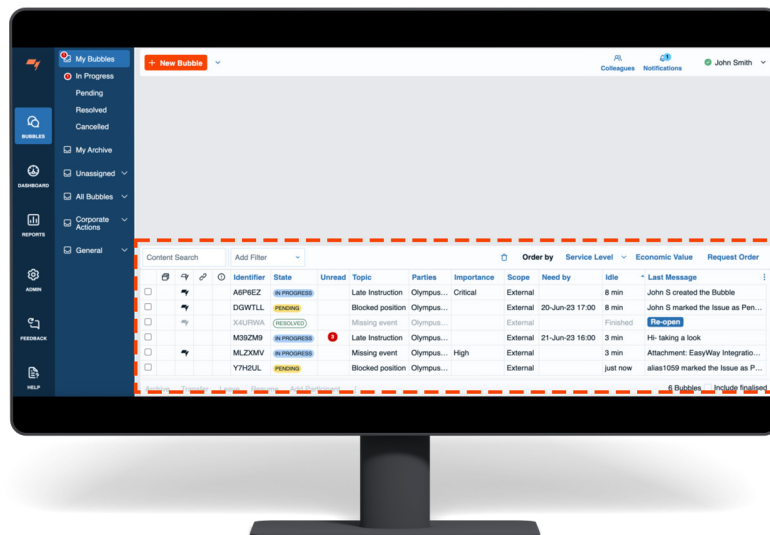 My Bubbles
In Progress
Pending
Resolved
Cancelled
My Archive
Unassigned
All Bubbles
Corporate Actions
General
BUBBLES
DASHBOARD
REPORTS
ADMIN
FEEDBACK
HELP
+ New Bubble
Colleagues
1
Notifications
John Smith
Content Search Add Filter Order by Service Level Economic Value Request Order
Identifier State Unread Topic Parties Importance Scope Need by Idle Last Message
A6P6EZ IN PROGRESS Late Instruction Olympus... Critical External 8 min John S created the Bubble
DGWTLL PENDING Blocked position Olympus... External 20-Jun-23 17:00 8 min John S marked the Issue as Pen...
X4URWA RESOLVED Missing event Olympus... External Finished Re-open
M39ZM9 IN PROGRESS 3 Late Instruction Olympus... External 21-Jun-23 16:00 3 min Hi- taking a look
MLZXMV IN PROGRESS Missing event Olympus... High External 3 min Attachment: EasyWay Integratio...
Y7H2UL PENDING Blocked position Olympus... External just now alias1059 marked the Issue as P...
Archive Transfer Leave Resume Add Participant 6 Bubbles Include finalised